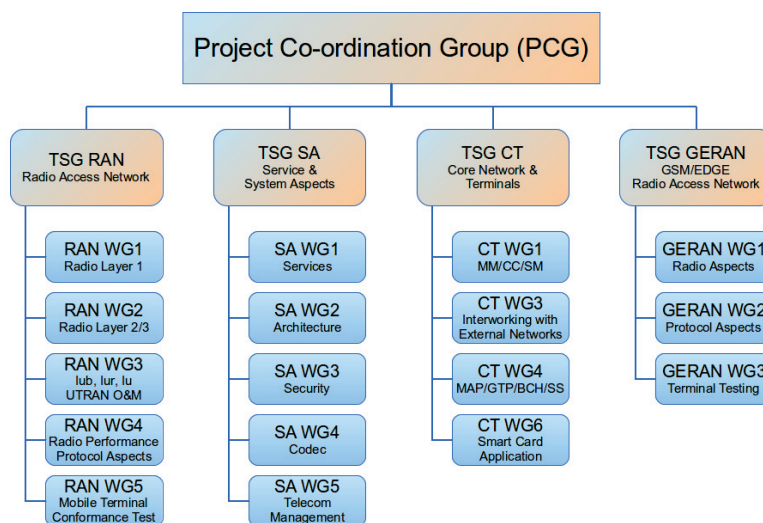 Project Co-ordination Group (PCG)
TSG RAN
Radio Access Network
TSG SA
Service &
System Aspects
TSG CT
Core Network &
Terminals
TSG GERAN
GSM/EDGE
Radio Access Network
RAN WG1
Radio Layer 1
RAN WG2
Radio Layer 2/3
RAN WG3
Iub, Iur, Iu
UTRAN O&M
RAN WG4
Radio Performance
Protocol Aspects
RAN WG5
Mobile Terminal
Conformance Test
SA WG1
Services
SA WG2
Architecture
SA WG3
Security
SA WG4
Codec
SA WG5
Telecom
Management
CT WG1
MM/CC/SM
CT WG3
Interworking with
External Networks
CT WG4
MAP/GTP/BCH/SS
CT WG6
Smart Card
Application
GERAN WG1
Radio Aspects
GERAN WG2
Protocol Aspects
GERAN WG3
Terminal Testing